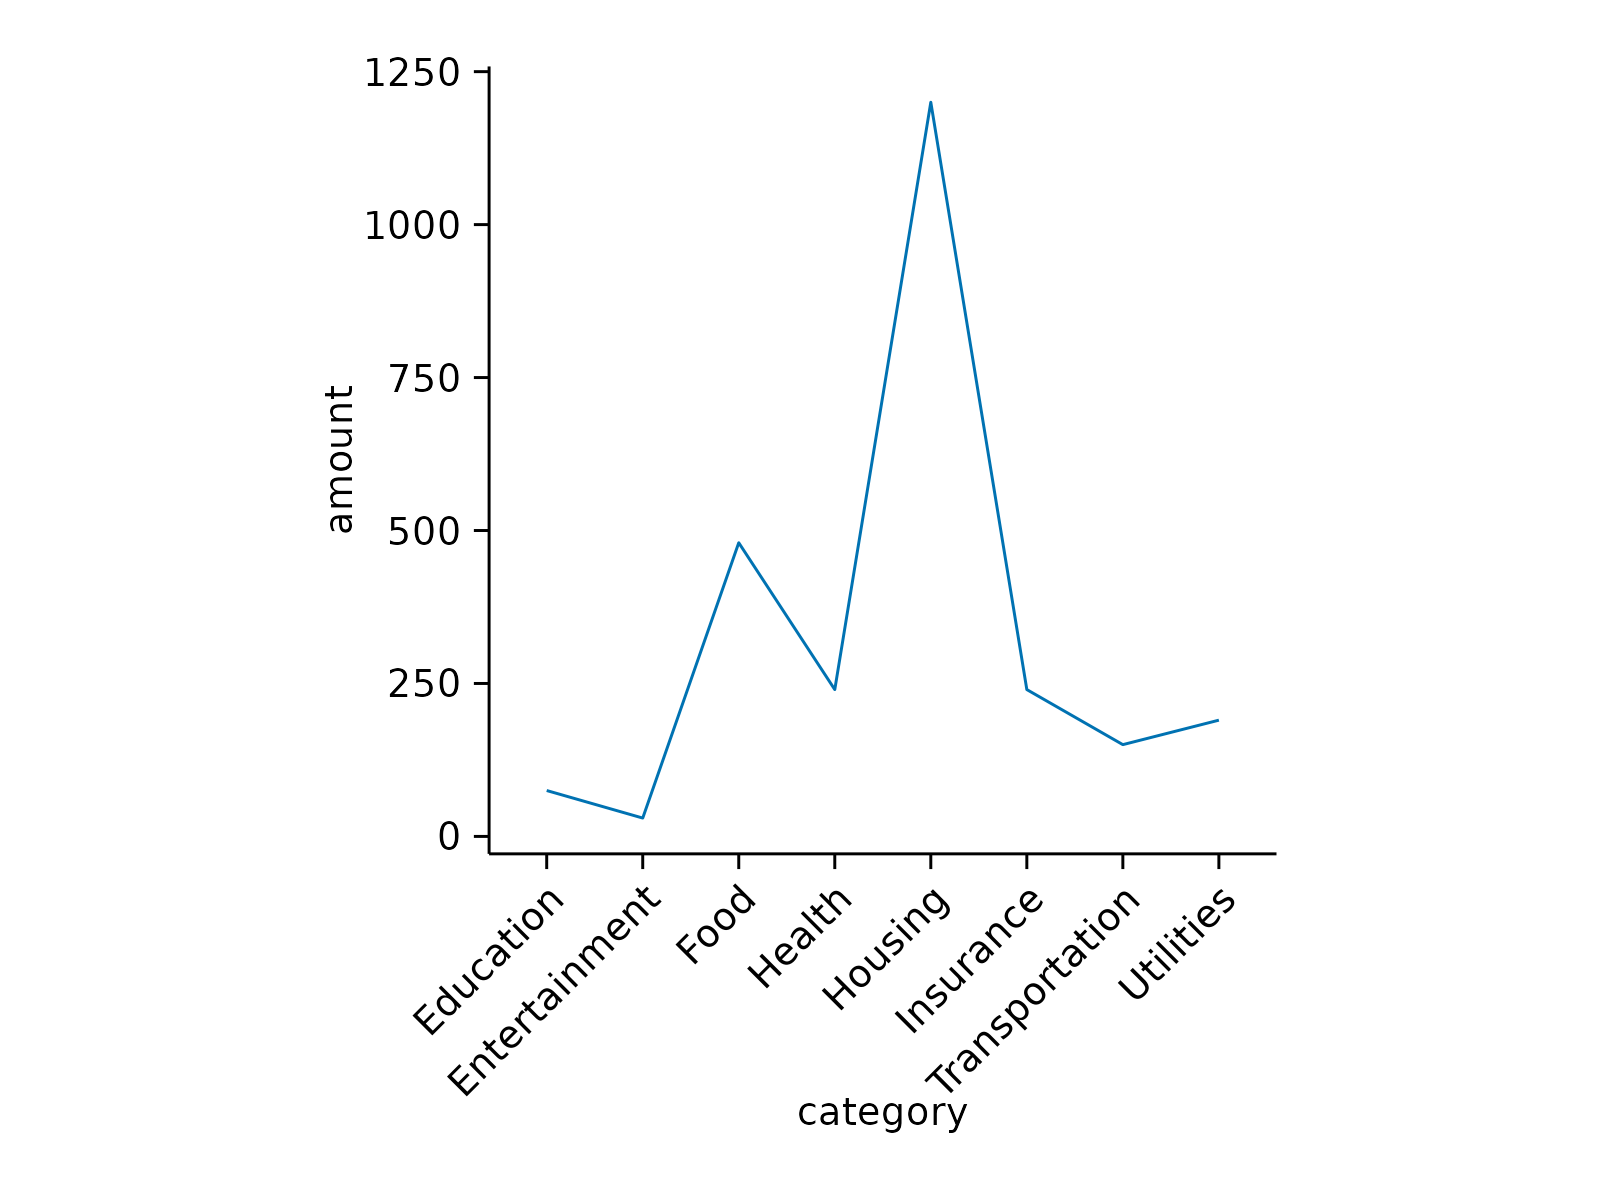 1250
1000
750
500
250
0
amount
Education
Entertainment
Food
Health
Housing
Insurance
Transportation
Utilities
category